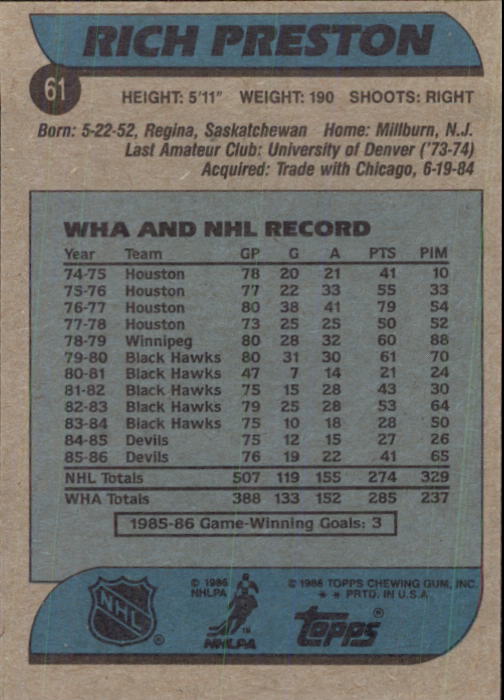 RICH PRESTON
61
HEIGHT: 5'11" WEIGHT: 190 SHOOTS: RIGHT
Born: 5-22-52, Regina, Saskatchewan Home: Millburn, N.J.
Last Amateur Club: University of Denver ('73-74)
Acquired: Trade with Chicago, 6-19-84
WHA AND NHL RECORD
Year Team GP G A PTS PIM
74-75 Houston 78 20 21 41 10
75-76 Houston 77 22 33 55 33
76-77 Houston 80 38 41 79 54
77-78 Houston 73 25 25 50 52
78-79 Winnipeg 80 28 32 60 88
79-80 Black Hawks 80 31 30 61 70
80-81 Black Hawks 47 7 14 21 24
81-82 Black Hawks 75 15 28 43 30
82-83 Black Hawks 79 25 28 53 64
83-84 Black Hawks 75 10 18 28 50
84-85 Devils 75 12 15 27 26
85-86 Devils 76 19 22 41 65
NHL Totals 507 119 155 274 329
WHA Totals 388 133 152 285 237
1985-86 Game-Winning Goals: 3
NHL ®
© 1986
NHLPA
TM
NHLPA
© 1986 TOPPS CHEWING GUM, INC.
* * PRTD. IN U.S.A.
Topps ®